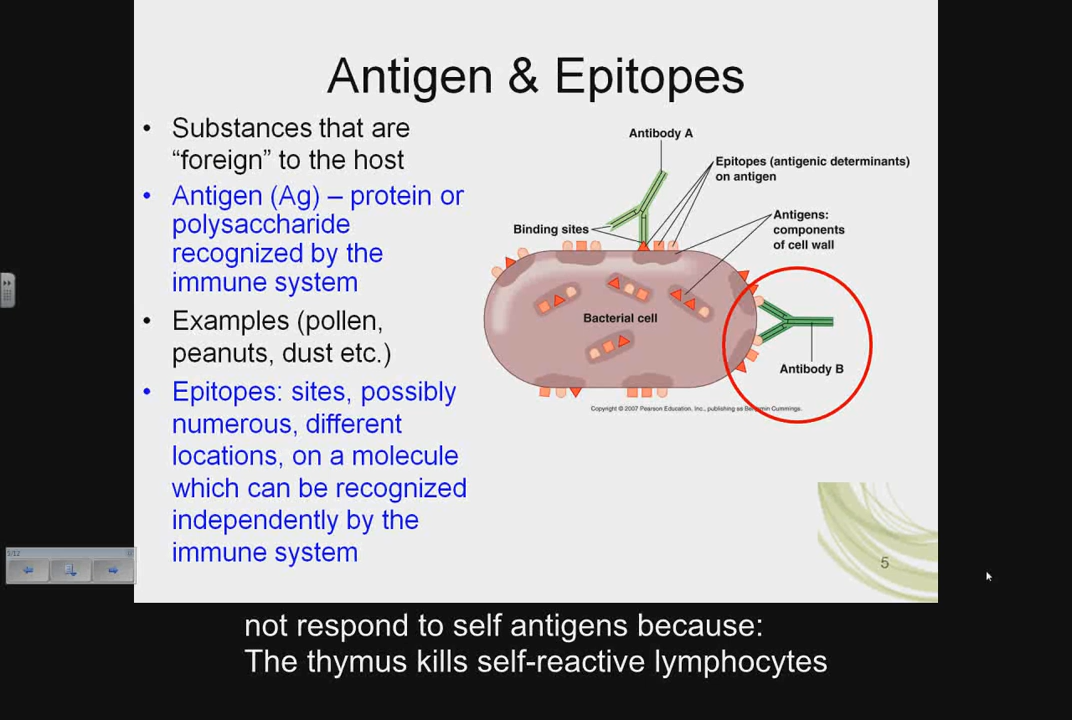 Antigen & Epitopes
• Substances that are
“foreign” to the host
• Antigen (Ag) – protein or
polysaccharide
recognized by the
immune system
• Examples (pollen,
peanuts, dust etc.)
• Epitopes: sites, possibly
numerous, different
locations, on a molecule
which can be recognized
independently by the
immune system
Antibody A
Epitopes (antigenic determinants)
on antigen
Binding sites
Antigens:
components
of cell wall
Bacterial cell
Antibody B
Copyright © 2007 Pearson Education, Inc., publishing as Benjamin Cummings.
5
not respond to self antigens because:
The thymus kills self-reactive lymphocytes